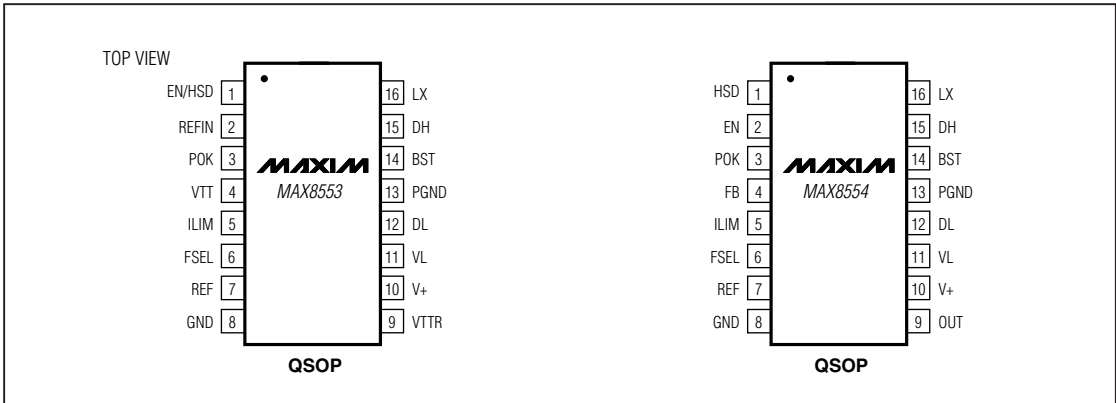 TOP VIEW
EN/HSD 1
REFIN 2
POK 3
VTT 4
ILIM 5
FSEL 6
REF 7
GND 8
MAXIM
MAX8553
16 LX
15 DH
14 BST
13 PGND
12 DL
11 VL
10 V+
9 VTTR
QSOP
HSD 1
EN 2
POK 3
FB 4
ILIM 5
FSEL 6
REF 7
GND 8
MAXIM
MAX8554
16 LX
15 DH
14 BST
13 PGND
12 DL
11 VL
10 V+
9 OUT
QSOP